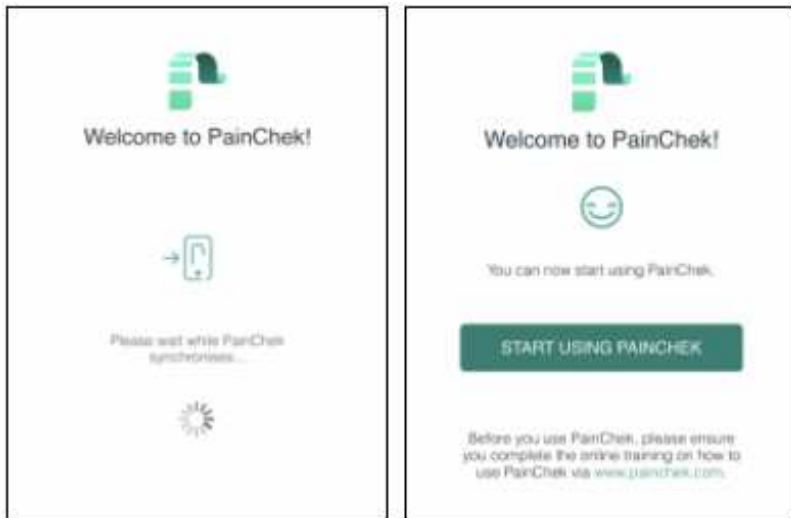 Welcome to PainChek!
Please wait while PainChek
synchronises...
Welcome to PainChek!
You can now start using PainChek.
START USING PAINCHEK
Before you use PainChek, please ensure
you complete the online training on how to
use PainChek via www.painchek.com.